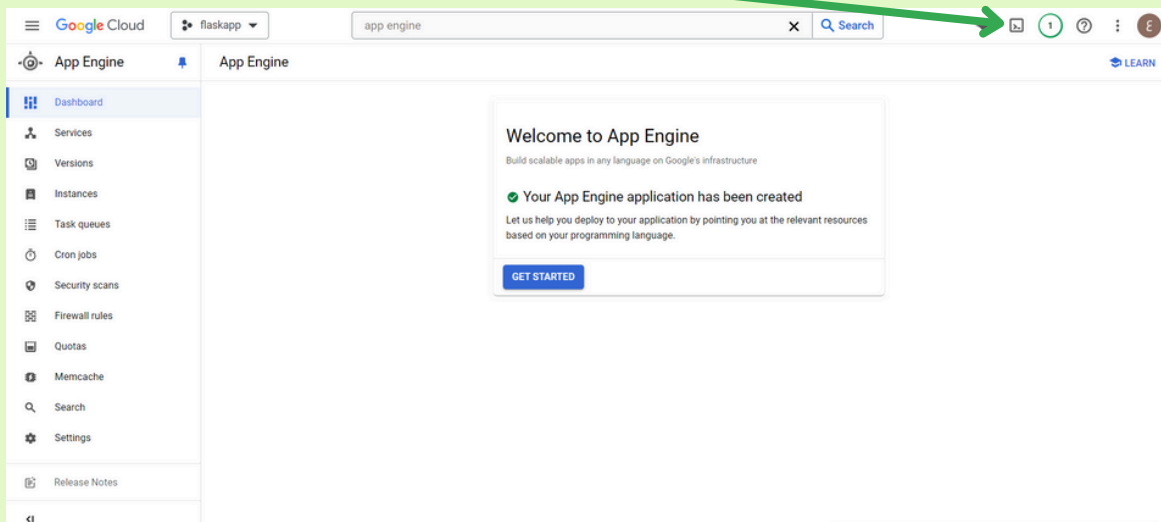 Google Cloud
flaskapp
app engine
Search
1
ε
App Engine
App Engine
LEARN
Dashboard
Services
Versions
Instances
Task queues
Cron jobs
Security scans
Firewall rules
Quotas
Memcache
Search
Settings
Release Notes
Welcome to App Engine
Build scalable apps in any language on Google's infrastructure
Your App Engine application has been created
Let us help you deploy to your application by pointing you at the relevant resources
based on your programming language.
GET STARTED